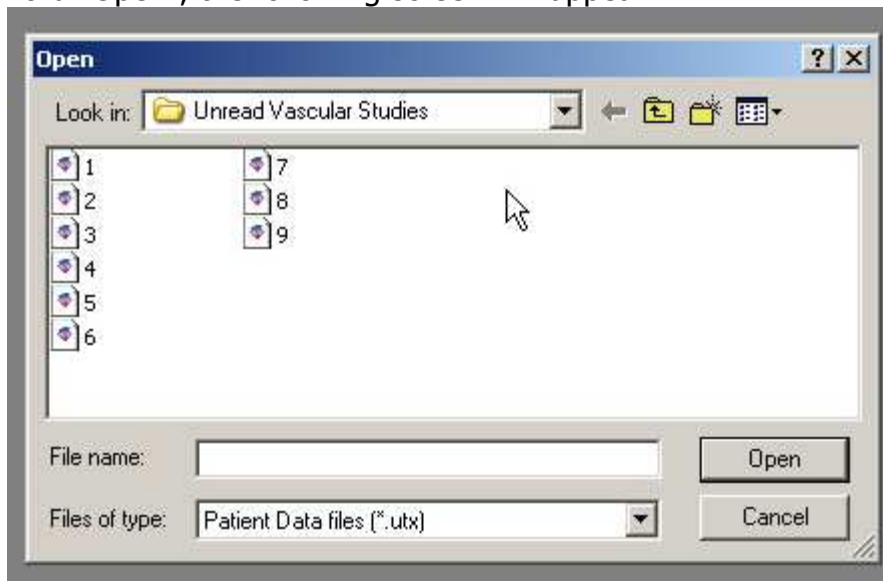 Open
Look in: Unread Vascular Studies
1 7
2 8
3 9
4
5
6
File name:
Open
Files of type: Patient Data files (*.utx)
Cancel